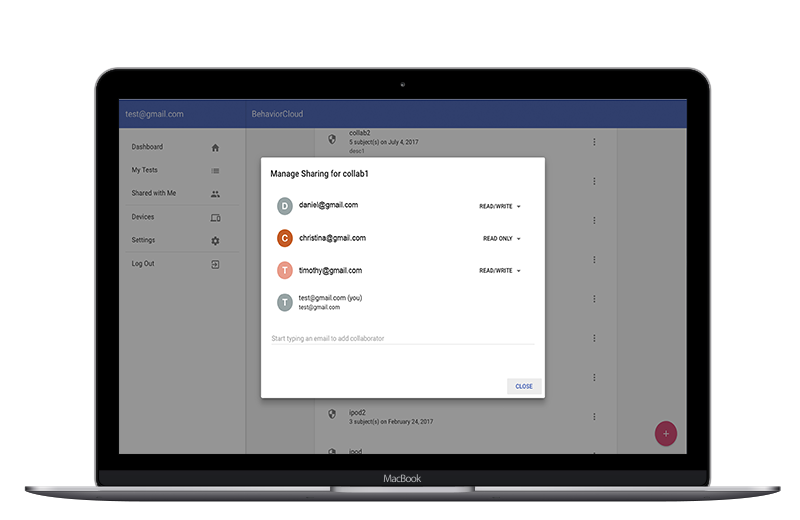 test@gmail.com
BehaviorCloud
Dashboard
My Tests
Shared with Me
Devices
Settings
Log Out
collab2
5 subject(s) on July 4, 2017
desc1
Manage Sharing for collab1
D
daniel@gmail.com
READ/WRITE
C
christina@gmail.com
READ ONLY
T
timothy@gmail.com
READ/WRITE
T
test@gmail.com (you)
test@gmail.com
Start typing an email to add collaborator
CLOSE
ipod2
3 subject(s) on February 24, 2017
ipod
MacBook